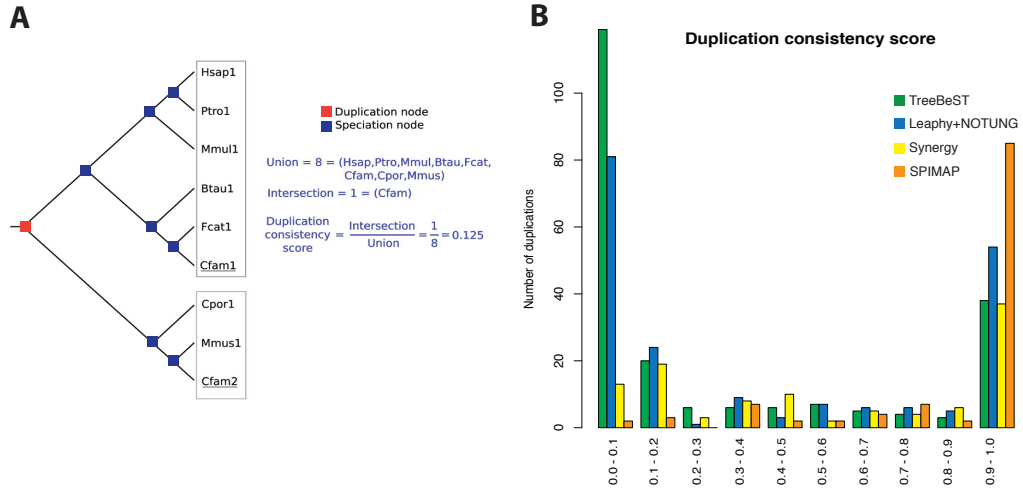 A
Hsap1
Ptro1
Mmul1
Btau1
Fcat1
Cfam1
Cpor1
Mmus1
Cfam2
Duplication node
Speciation node
Union = 8 = (Hsap,Ptro,Mmul,Btau,Fcat,
Cfam,Cpor,Mmus)
Intersection = 1 = (Cfam)
Duplication
consistency
score
= Intersection / Union = 1 / 8 = 0.125
B
Duplication consistency score
TreeBeST
Leaphy+NOTUNG
Synergy
SPIMAP
Number of duplications
100
80
60
40
20
0
0.0 - 0.1
0.1 - 0.2
0.2 - 0.3
0.3 - 0.4
0.4 - 0.5
0.5 - 0.6
0.6 - 0.7
0.7 - 0.8
0.8 - 0.9
0.9 - 1.0